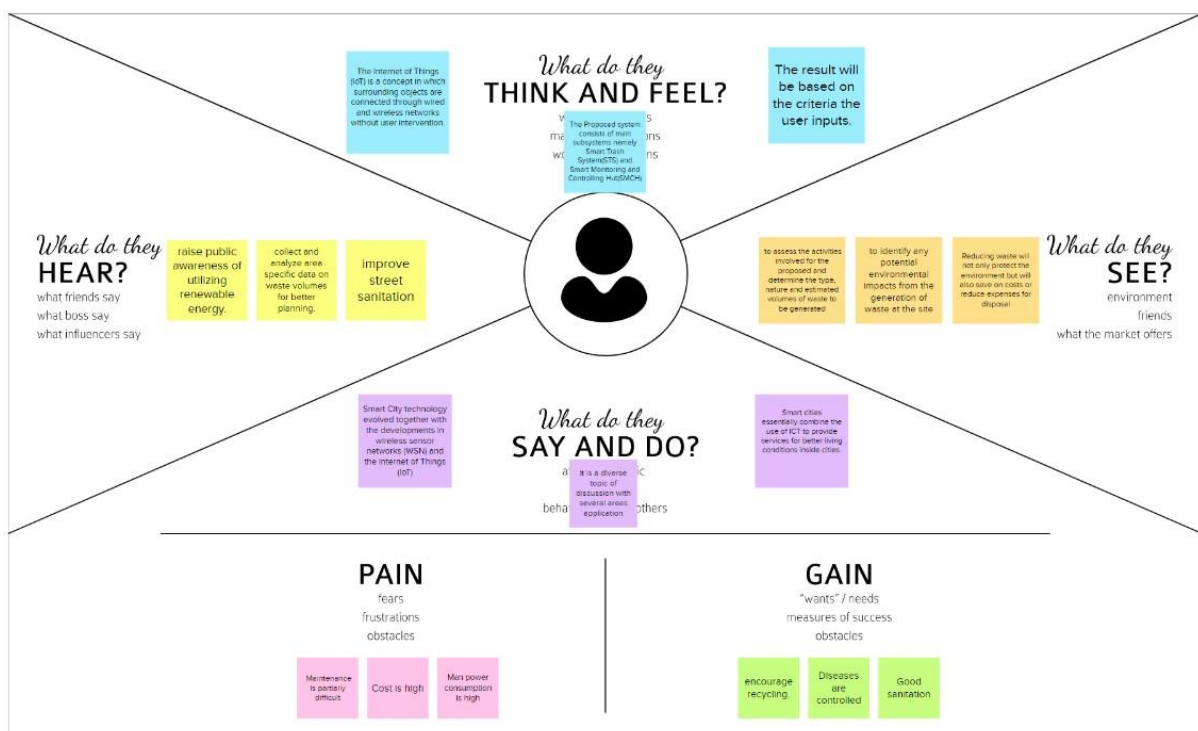 What do they
THINK AND FEEL?
The Internet of Things
(IoT) is a concept in which
surrounding objects are
connected through wired
and wireless networks
without user intervention.
The Proposed system
consists of main
subsystems namely
Smart Trash
System(STS) and
Smart Monitoring and
Controlling Hub(SMCH)
The result will
be based on
the criteria the
user inputs.
What do they
HEAR?
what friends say
what boss say
what influencers say
raise public
awareness of
utilizing
renewable
energy.
collect and
analyze area
specific data on
waste volumes
for better
planning.
improve
street
sanitation
to assess the activities
involved for the
proposed and
determine the type,
nature and estimated
volumes of waste to
be generated
to identify any
potential
environmental
impacts from the
generation of
waste at the site
Reducing waste will
not only protect the
environment but will
also save on costs or
reduce expenses for
disposal
What do they
SEE?
environment
friends
what the market offers
Smart City technology
evolved together with
the developments in
wireless sensor
networks (WSN) and
the Internet of Things
(IoT)
What do they
SAY AND DO?
It is a diverse
topic of
discussion with
several areas
application
others
Smart cities
essentially combine the
use of ICT to provide
services for better living
conditions inside cities.
PAIN
fears
frustrations
obstacles
Maintenance
is partially
difficult
Cost is high
Man power
consumption
is high
GAIN
"wants" / needs
measures of success
obstacles
encourage
recycling.
Diseases
are
controlled
Good
sanitation